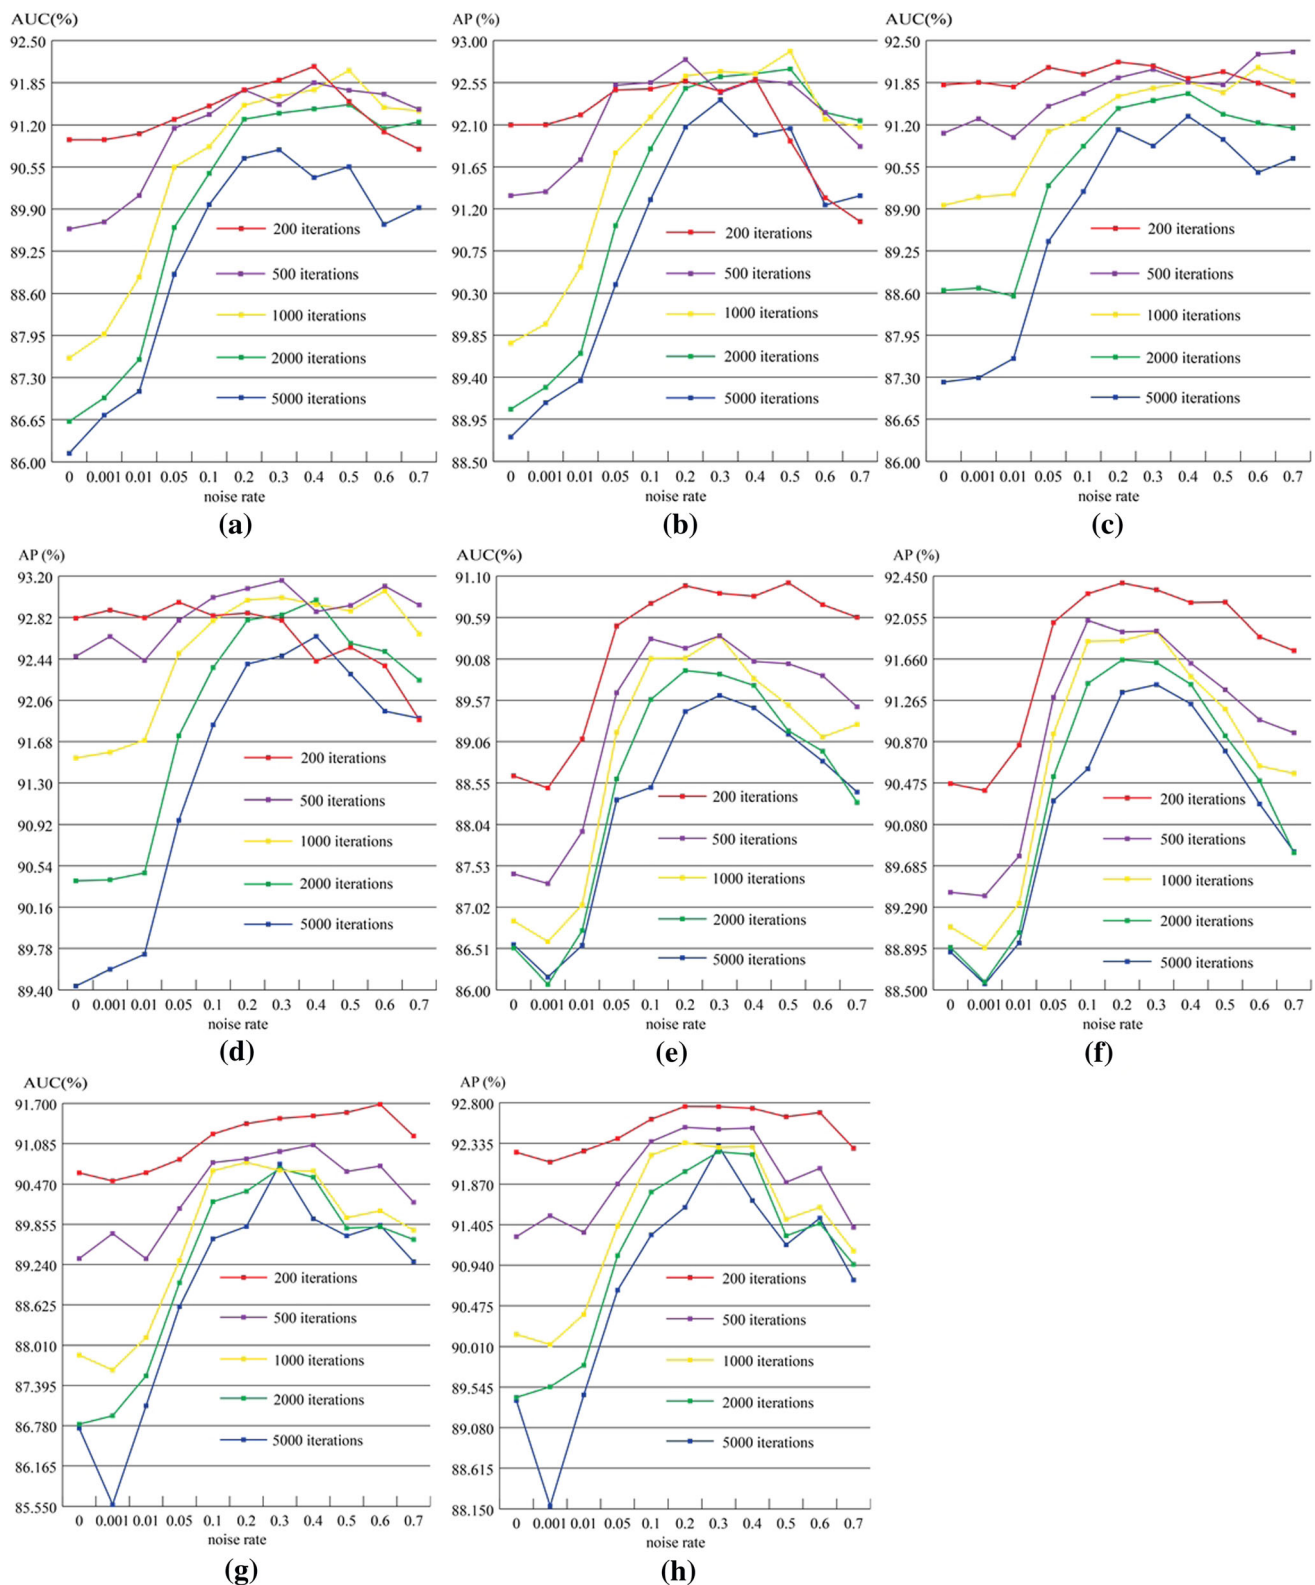 AUC(%)
92.50
91.85
91.20
90.55
89.90
89.25
88.60
87.95
87.30
86.65
86.00
200 iterations
500 iterations
1000 iterations
2000 iterations
5000 iterations
0 0.001 0.01 0.05 0.1 0.2 0.3 0.4 0.5 0.6 0.7
noise rate
(a)
AP (%)
93.00
92.55
92.10
91.65
91.20
90.75
90.30
89.85
89.40
88.95
88.50
200 iterations
500 iterations
1000 iterations
2000 iterations
5000 iterations
0 0.001 0.01 0.05 0.1 0.2 0.3 0.4 0.5 0.6 0.7
noise rate
(b)
AUC(%)
92.50
91.85
91.20
90.55
89.90
89.25
88.60
87.95
87.30
86.65
86.00
200 iterations
500 iterations
1000 iterations
2000 iterations
5000 iterations
0 0.001 0.01 0.05 0.1 0.2 0.3 0.4 0.5 0.6 0.7
noise rate
(c)
AP (%)
93.20
92.82
92.44
92.06
91.68
91.30
90.92
90.54
90.16
89.78
89.40
200 iterations
500 iterations
1000 iterations
2000 iterations
5000 iterations
0 0.001 0.01 0.05 0.1 0.2 0.3 0.4 0.5 0.6 0.7
noise rate
(d)
AUC(%)
91.10
90.59
90.08
89.57
89.06
88.55
88.04
87.53
87.02
86.51
86.00
200 iterations
500 iterations
1000 iterations
2000 iterations
5000 iterations
0 0.001 0.01 0.05 0.1 0.2 0.3 0.4 0.5 0.6 0.7
noise rate
(e)
AP (%)
92.450
92.055
91.660
91.265
90.870
90.475
90.080
89.685
89.290
88.895
88.500
200 iterations
500 iterations
1000 iterations
2000 iterations
5000 iterations
0 0.001 0.01 0.05 0.1 0.2 0.3 0.4 0.5 0.6 0.7
noise rate
(f)
AUC(%)
91.700
91.085
90.470
89.855
89.240
88.625
88.010
87.395
86.780
86.165
85.550
200 iterations
500 iterations
1000 iterations
2000 iterations
5000 iterations
0 0.001 0.01 0.05 0.1 0.2 0.3 0.4 0.5 0.6 0.7
noise rate
(g)
AP (%)
92.800
92.335
91.870
91.405
90.940
90.475
90.010
89.545
89.080
88.615
88.150
200 iterations
500 iterations
1000 iterations
2000 iterations
5000 iterations
0 0.001 0.01 0.05 0.1 0.2 0.3 0.4 0.5 0.6 0.7
noise rate
(h)